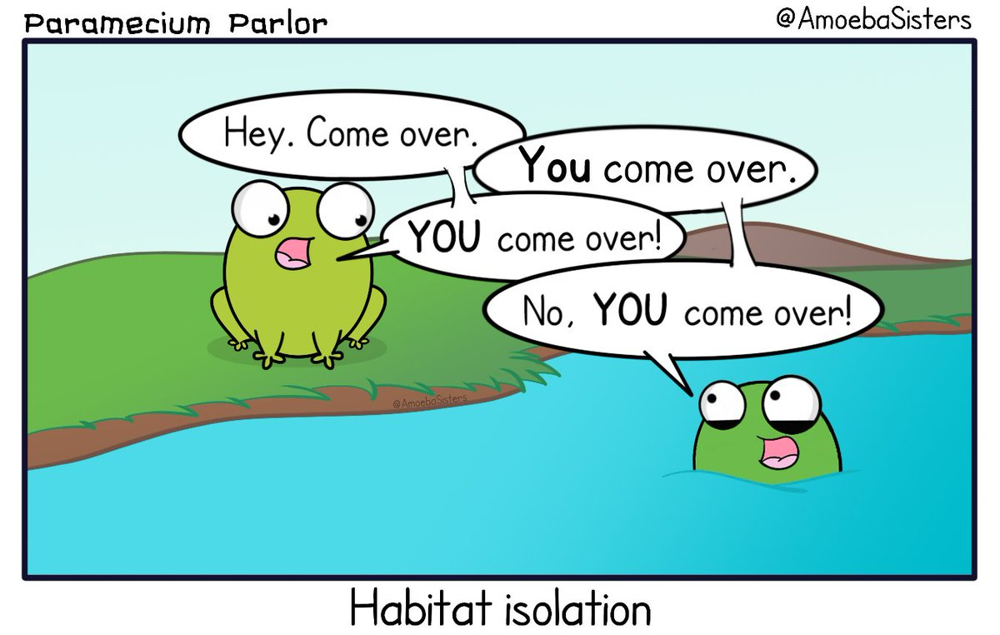 Paramecium Parlor
@AmoebaSisters
Hey. Come over.
You come over.
YOU come over!
No, YOU come over!
@AmoebaSisters
Habitat isolation